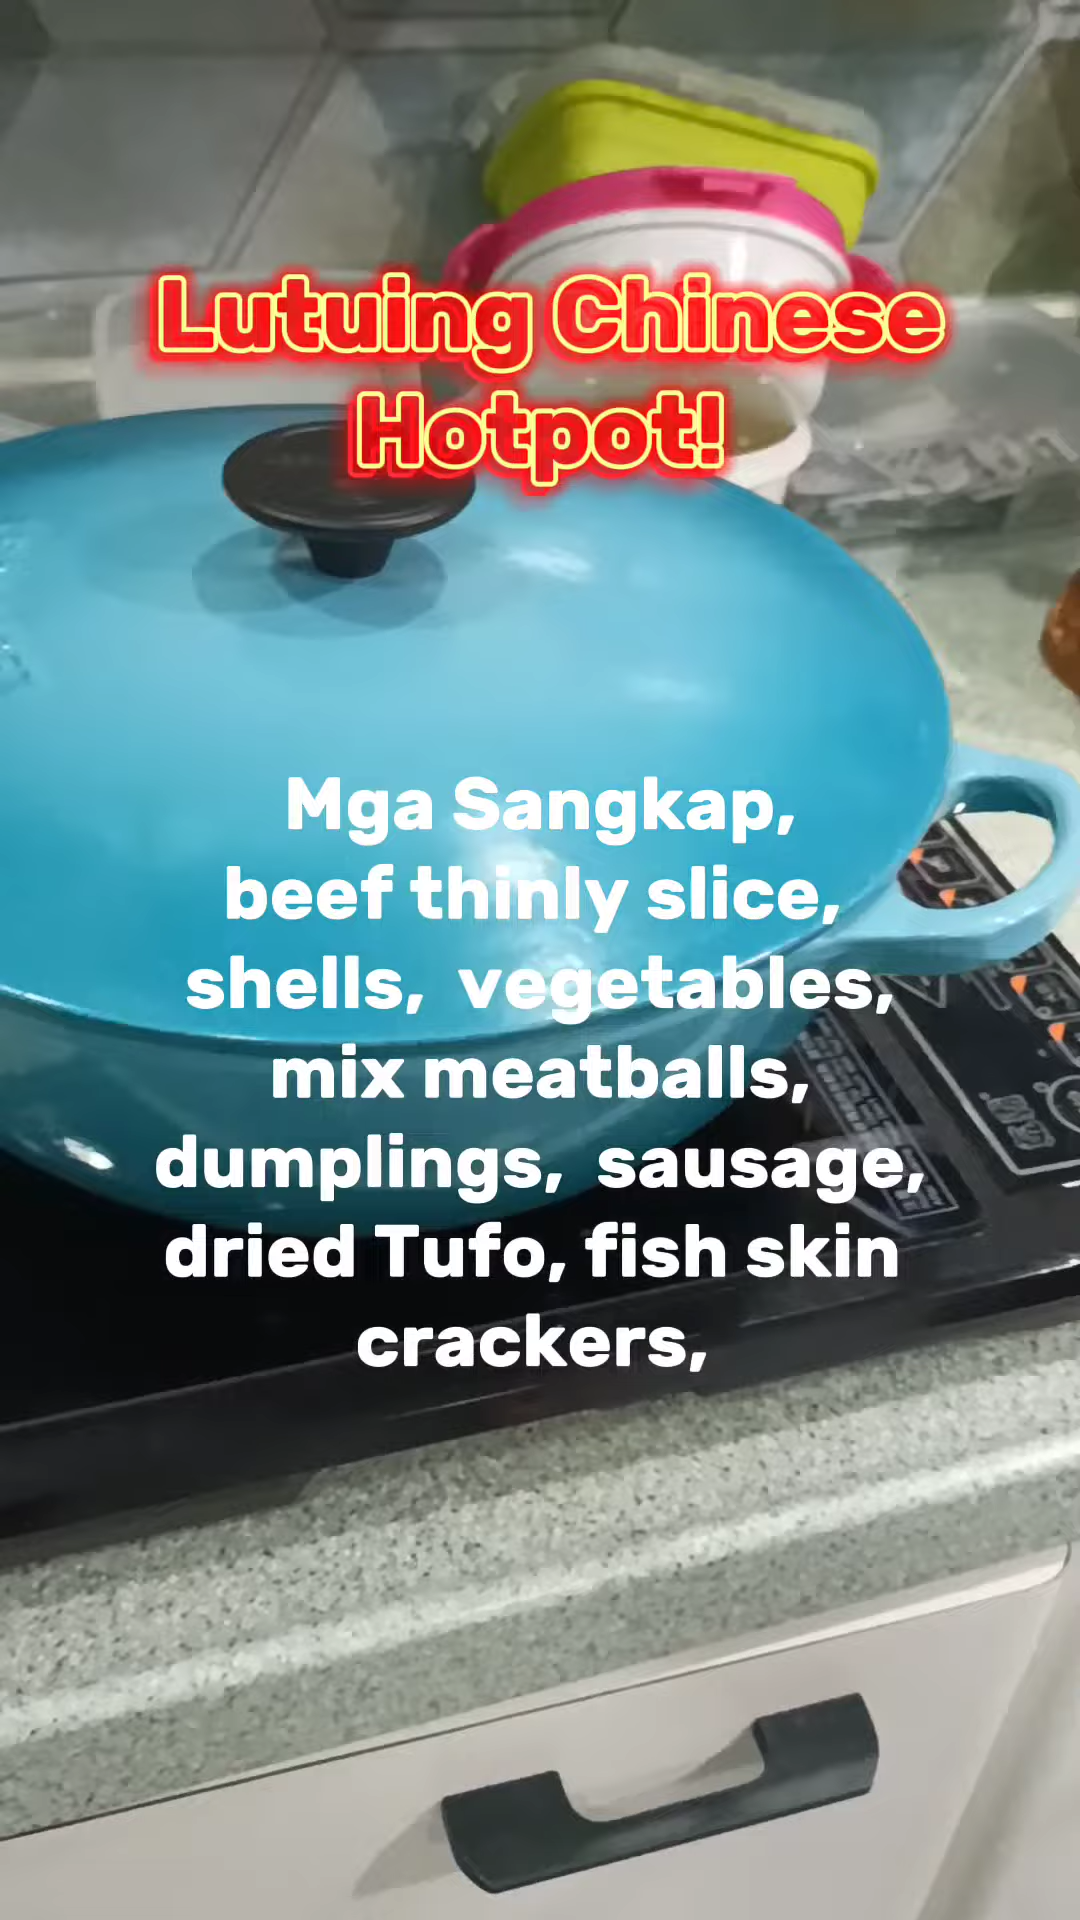 Lutuing Chinese
Hotpot!
Mga Sangkap,
beef thinly slice,
shells, vegetables,
mix meatballs,
dumplings, sausage,
dried Tufo, fish skin
crackers,